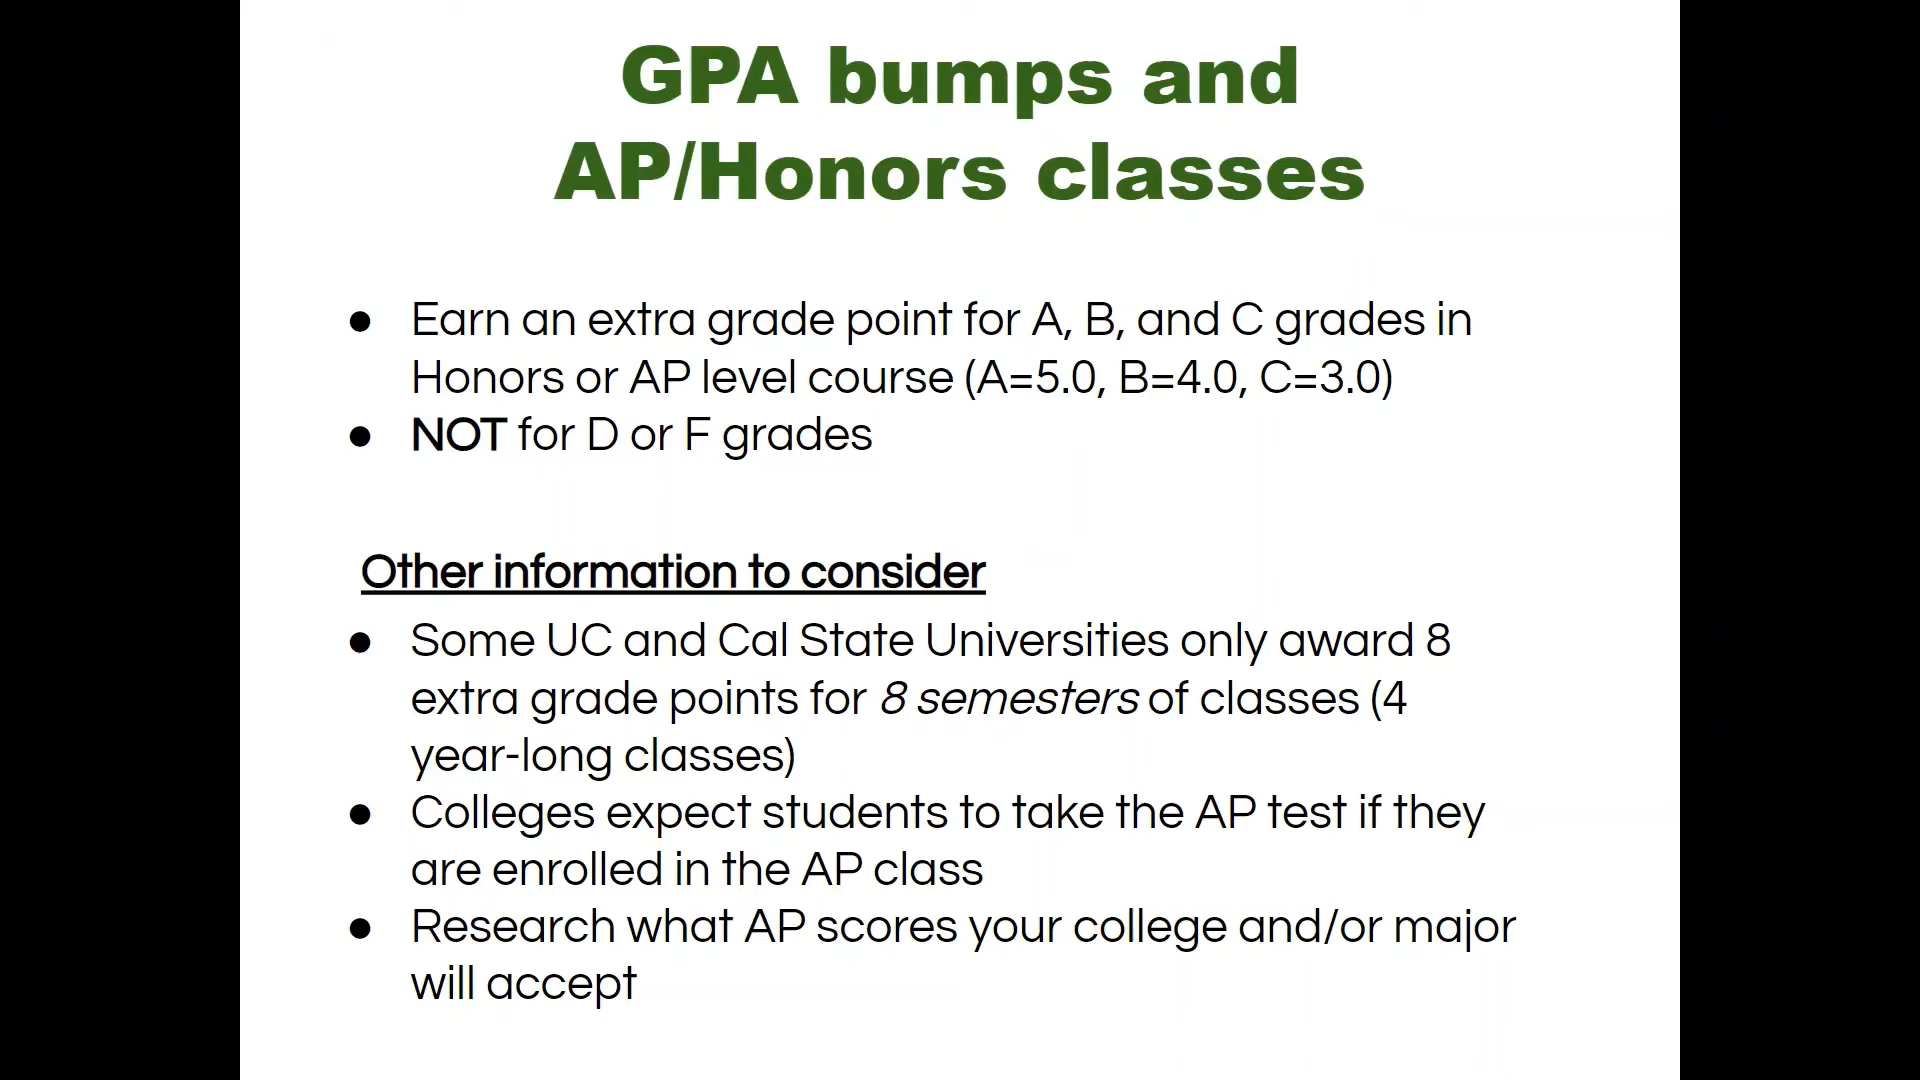 GPA bumps and
AP/Honors classes
● Earn an extra grade point for A, B, and C grades in
Honors or AP level course (A=5.0, B=4.0, C=3.0)
● NOT for D or F grades
Other information to consider
● Some UC and Cal State Universities only award 8
extra grade points for 8 semesters of classes (4
year-long classes)
● Colleges expect students to take the AP test if they
are enrolled in the AP class
● Research what AP scores your college and/or major
will accept